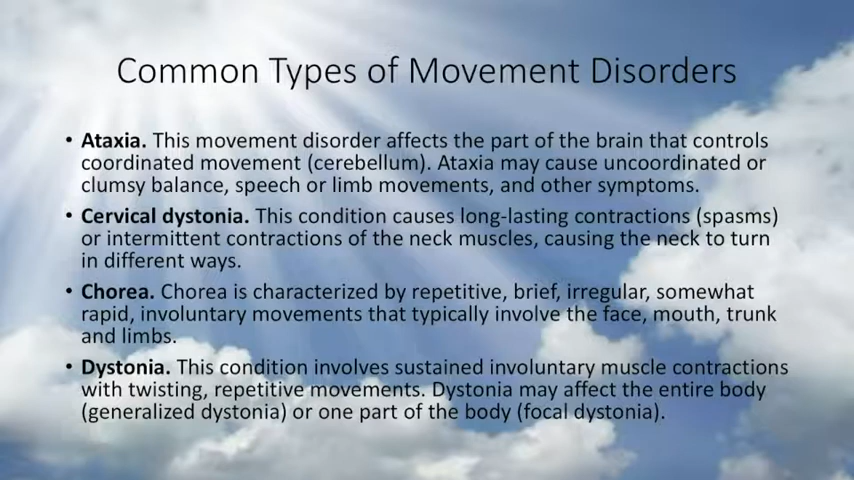 Common Types of Movement Disorders
• Ataxia. This movement disorder affects the part of the brain that controls
coordinated movement (cerebellum). Ataxia may cause uncoordinated or
clumsy balance, speech or limb movements, and other symptoms.
• Cervical dystonia. This condition causes long-lasting contractions (spasms)
or intermittent contractions of the neck muscles, causing the neck to turn
in different ways.
• Chorea. Chorea is characterized by repetitive, brief, irregular, somewhat
rapid, involuntary movements that typically involve the face, mouth, trunk
and limbs.
• Dystonia. This condition involves sustained involuntary muscle contractions
with twisting, repetitive movements. Dystonia may affect the entire body
(generalized dystonia) or one part of the body (focal dystonia).